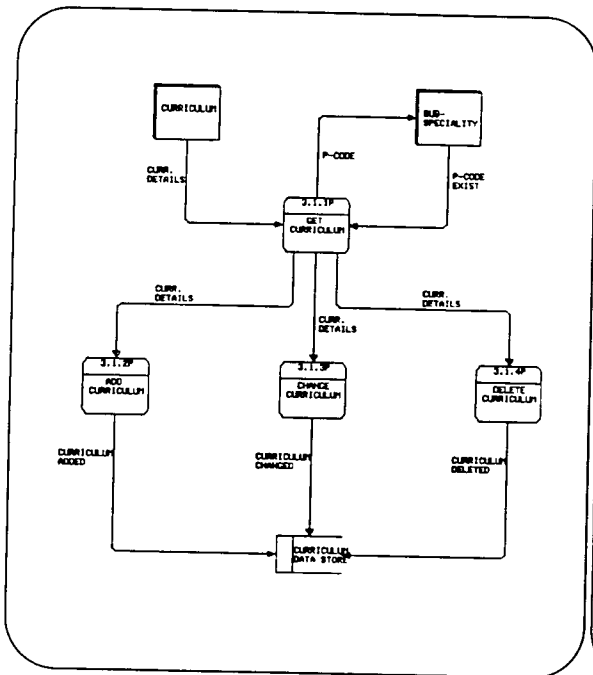 CURRICULUM
SUB-
SPECIALITY
CURR.
DETAILS
P-CODE
P-CODE
EXIST
3.1.1P
GET
CURRICULUM
CURR.
DETAILS
CURR.
DETAILS
CURR.
DETAILS
3.1.2P
ADD
CURRICULUM
3.1.3P
CHANGE
CURRICULUM
3.1.4P
DELETE
CURRICULUM
CURRICULUM
ADDED
CURRICULUM
CHANGED
CURRICULUM
DELETED
CURRICULUM
DATA STORE